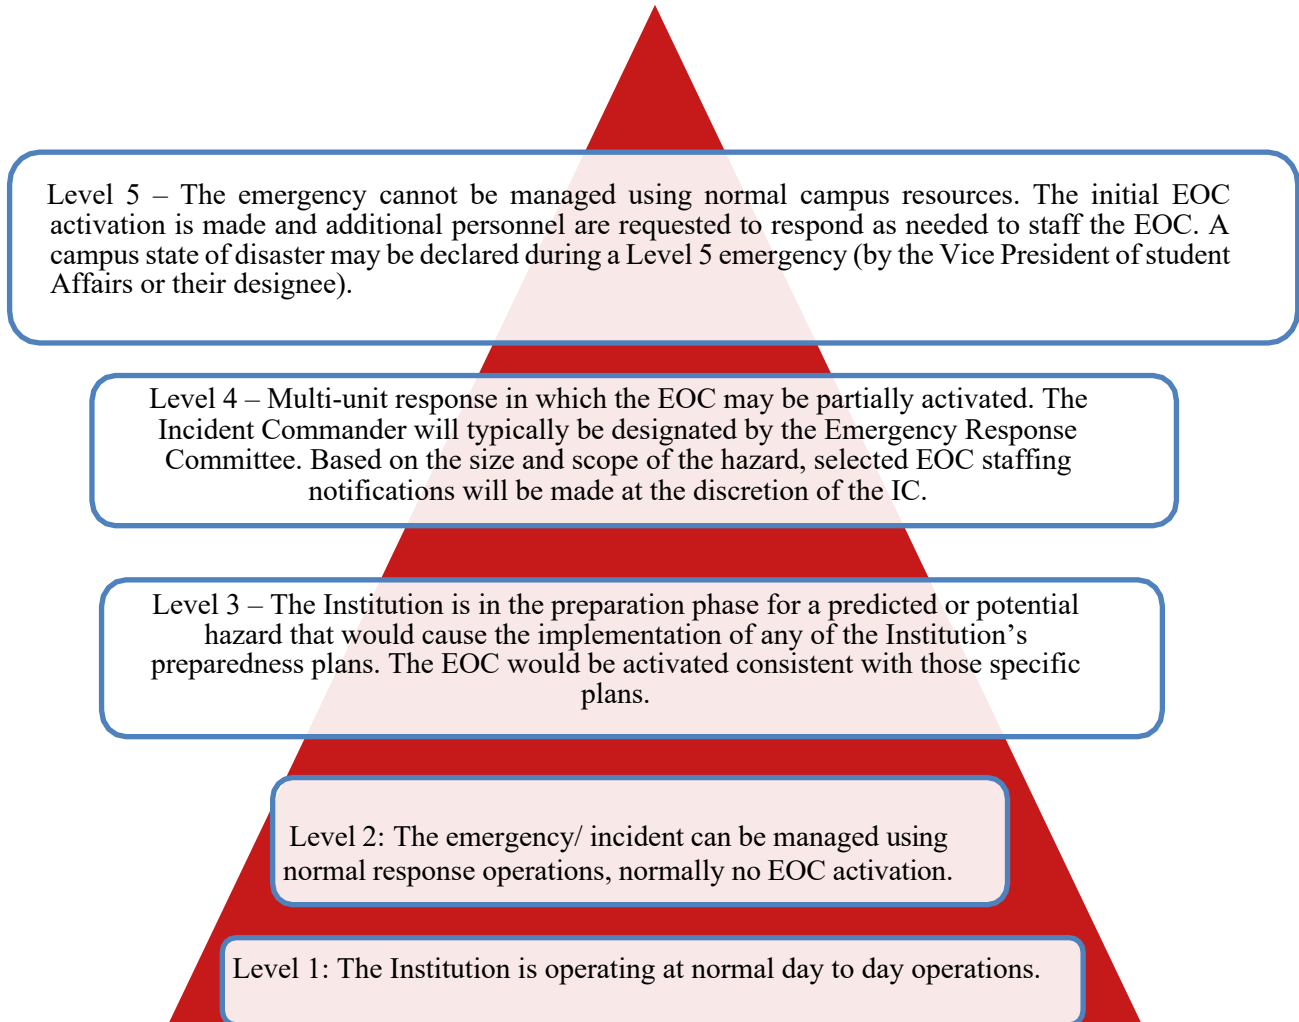 Level 5 – The emergency cannot be managed using normal campus resources. The initial EOC
activation is made and additional personnel are requested to respond as needed to staff the EOC. A
campus state of disaster may be declared during a Level 5 emergency (by the Vice President of student
Affairs or their designee).
Level 4 – Multi-unit response in which the EOC may be partially activated. The
Incident Commander will typically be designated by the Emergency Response
Committee. Based on the size and scope of the hazard, selected EOC staffing
notifications will be made at the discretion of the IC.
Level 3 – The Institution is in the preparation phase for a predicted or potential
hazard that would cause the implementation of any of the Institution’s
preparedness plans. The EOC would be activated consistent with those specific
plans.
Level 2: The emergency/ incident can be managed using
normal response operations, normally no EOC activation.
Level 1: The Institution is operating at normal day to day operations.